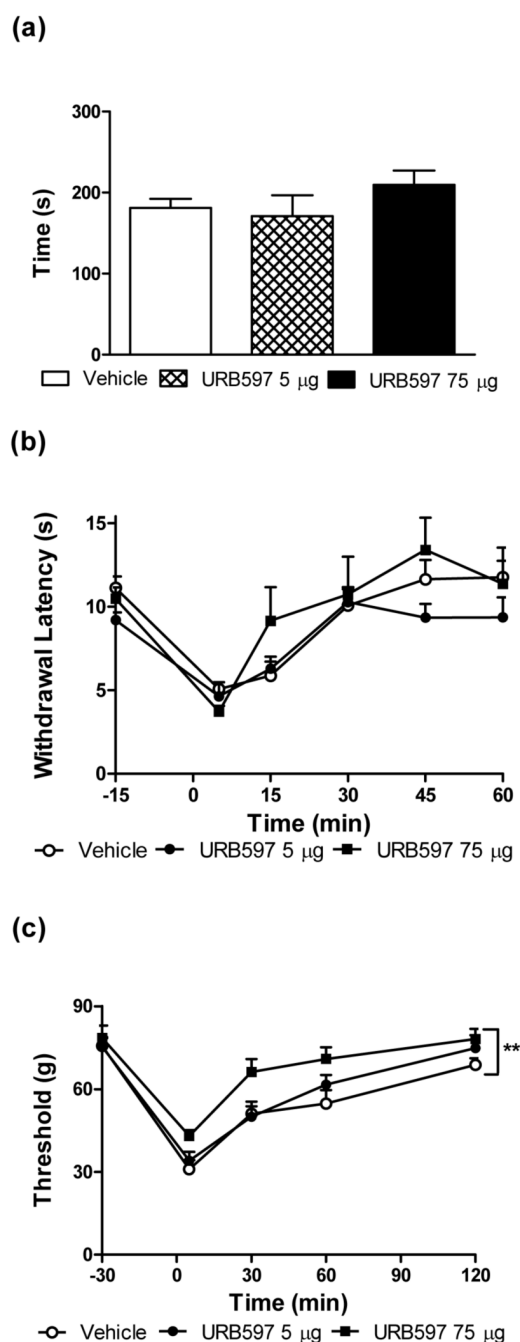 (a)
Time (s)
300
200
100
0
Vehicle URB597 5 μg URB597 75 μg
(b)
Withdrawal Latency (s)
15
10
5
0
-15 0 15 30 45 60
Time (min)
Vehicle URB597 5 μg URB597 75 μg
(c)
Threshold (g)
90
60
30
0
**
-30 0 30 60 90 120
Time (min)
Vehicle URB597 5 μg URB597 75 μg